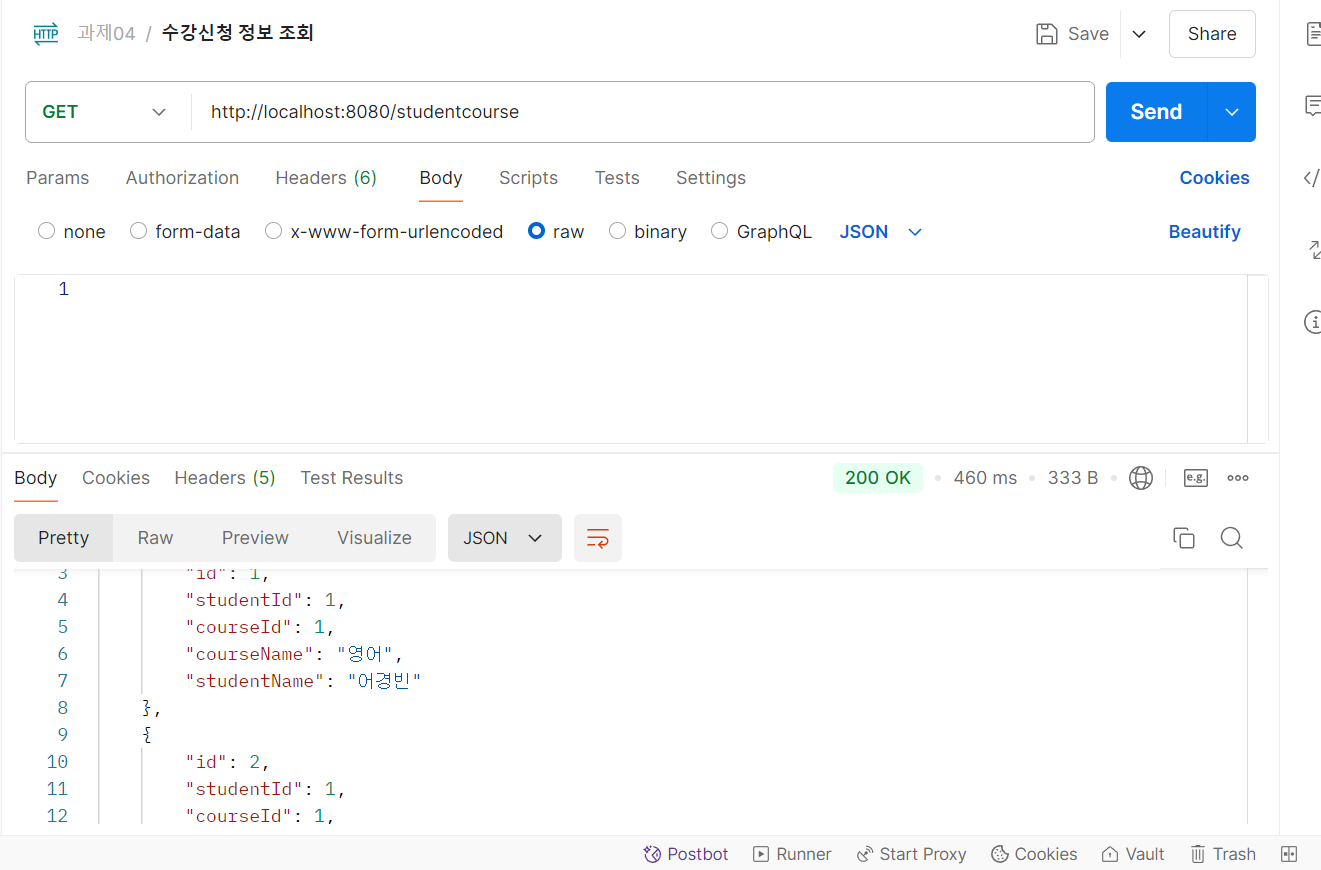 HTTP 과제04 / 수강신청 정보 조회 Save Share
GET http://localhost:8080/studentcourse Send
Params Authorization Headers (6) Body Scripts Tests Settings Cookies
none form-data x-www-form-urlencoded raw binary GraphQL JSON Beautify
1
Body Cookies Headers (5) Test Results 200 OK 460 ms 333 B e.g.
Pretty Raw Preview Visualize JSON
3 "id": 1,
4 "studentId": 1,
5 "courseId": 1,
6 "courseName": "영어",
7 "studentName": "어경빈"
8 },
9 {
10 "id": 2,
11 "studentId": 1,
12 "courseId": 1,
Postbot Runner Start Proxy Cookies Vault Trash